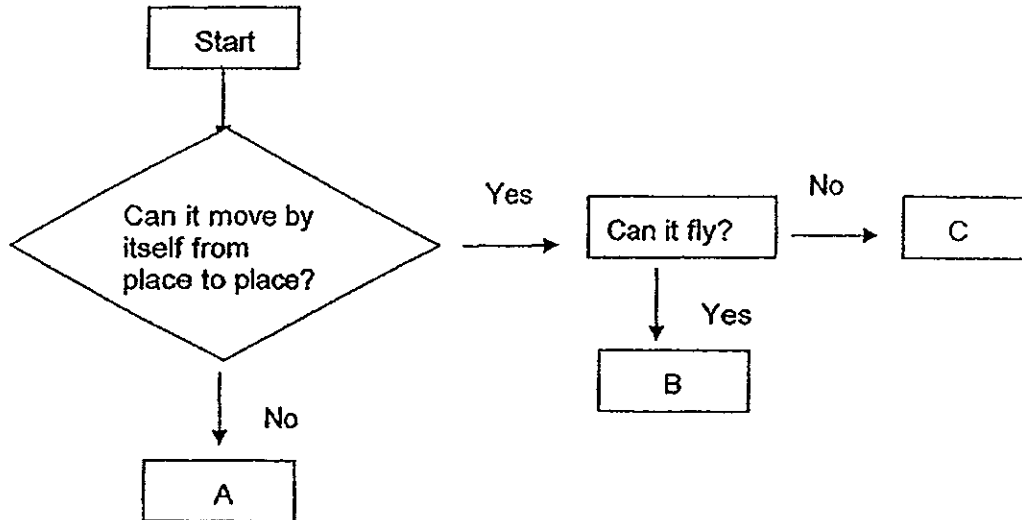 Start
Can it move by
itself from
place to place?
Yes
Can it fly?
No
C
Yes
B
No
A